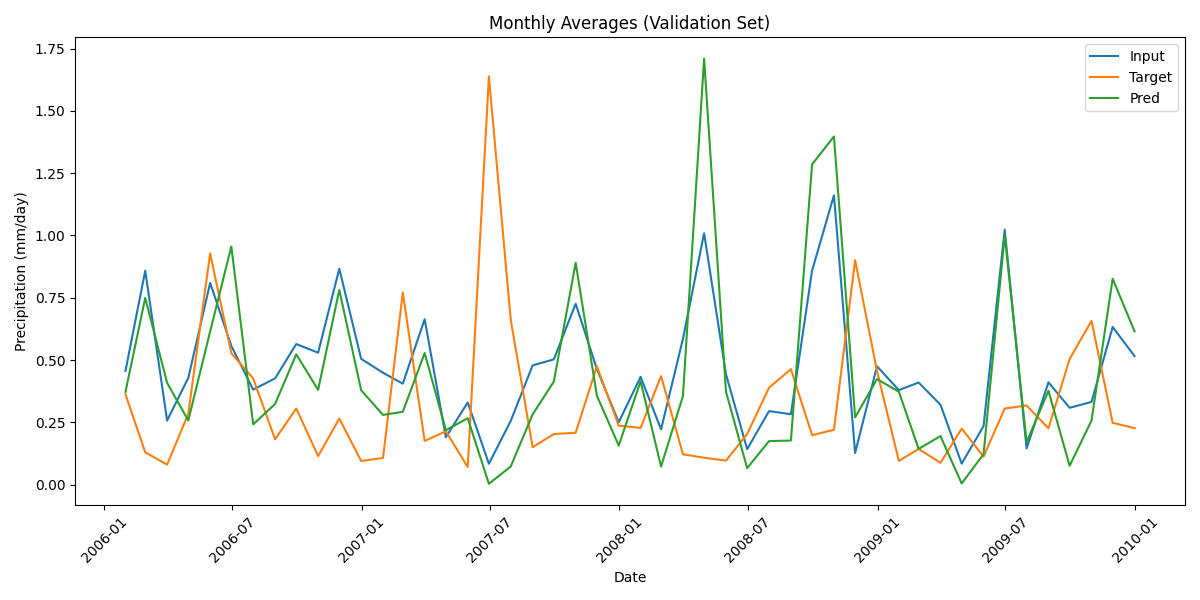 Monthly Averages (Validation Set)
Input
Target
Pred
Precipitation (mm/day)
1.75
1.50
1.25
1.00
0.75
0.50
0.25
0.00
2006-01
2006-07
2007-01
2007-07
2008-01
2008-07
2009-01
2009-07
2010-01
Date